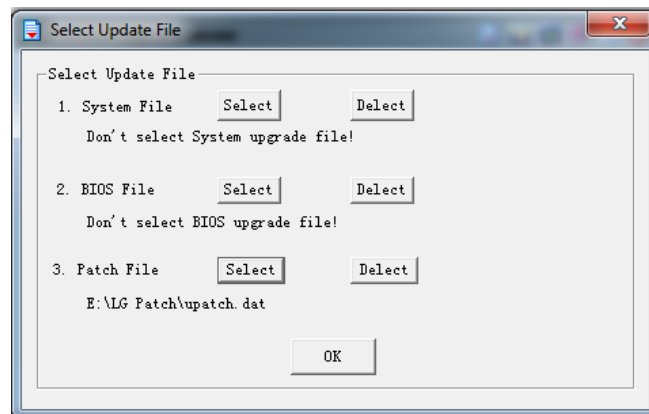 Select Update File
Select Update File
1. System File Select Delect
Don't select System upgrade file!
2. BIOS File Select Delect
Don't select BIOS upgrade file!
3. Patch File Select Delect
E:\LG Patch\upatch.dat
OK